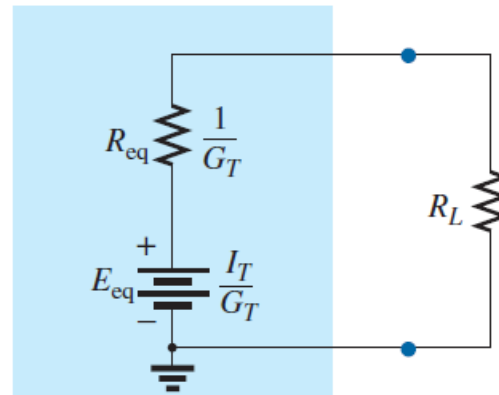 R_eq 1/G_T
R_L
+
E_eq I_T/G_T
−